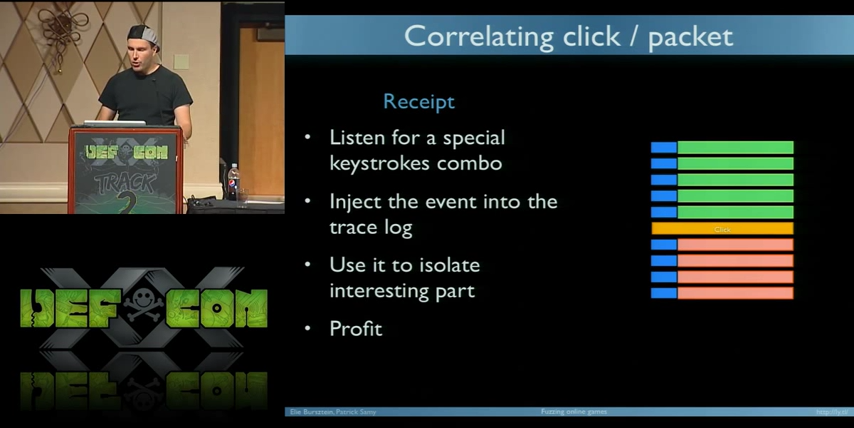 Correlating click / packet
Receipt
• Listen for a special
keystrokes combo
• Inject the event into the
trace log
• Use it to isolate
interesting part
• Profit
Click
DEF CON
TRACK
2
DEF CON
Elie Bursztein, Patrick Samy
Fuzzing online games